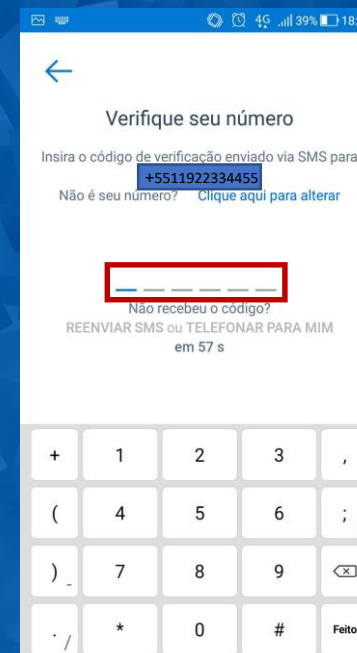 4G 39% 18:
Verifique seu número
Insira o código de verificação enviado via SMS para
+5511922334455
Não é seu número? Clique aqui para alterar
Não recebeu o código?
REENVIAR SMS ou TELEFONAR PARA MIM
em 57 s
+ 1 2 3 ,
( 4 5 6 ;
) _ 7 8 9
. / * 0 # Feito